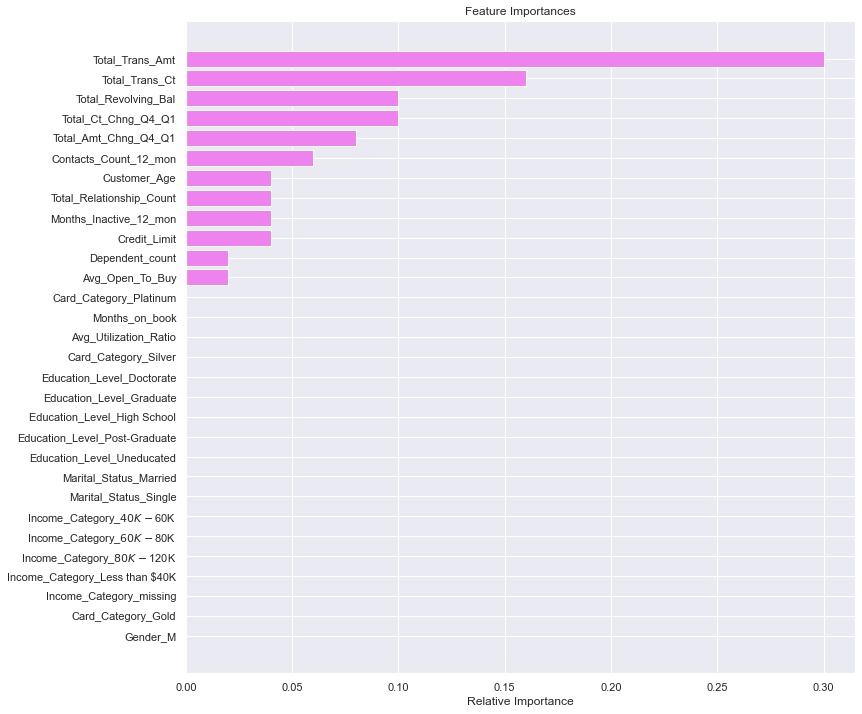 Feature Importances
Total_Trans_Amt
Total_Trans_Ct
Total_Revolving_Bal
Total_Ct_Chng_Q4_Q1
Total_Amt_Chng_Q4_Q1
Contacts_Count_12_mon
Customer_Age
Total_Relationship_Count
Months_Inactive_12_mon
Credit_Limit
Dependent_count
Avg_Open_To_Buy
Card_Category_Platinum
Months_on_book
Avg_Utilization_Ratio
Card_Category_Silver
Education_Level_Doctorate
Education_Level_Graduate
Education_Level_High School
Education_Level_Post-Graduate
Education_Level_Uneducated
Marital_Status_Married
Marital_Status_Single
Income_Category_40K − 60K
Income_Category_60K − 80K
Income_Category_80K − 120K
Income_Category_Less than $40K
Income_Category_missing
Card_Category_Gold
Gender_M
0.00 0.05 0.10 0.15 0.20 0.25 0.30
Relative Importance